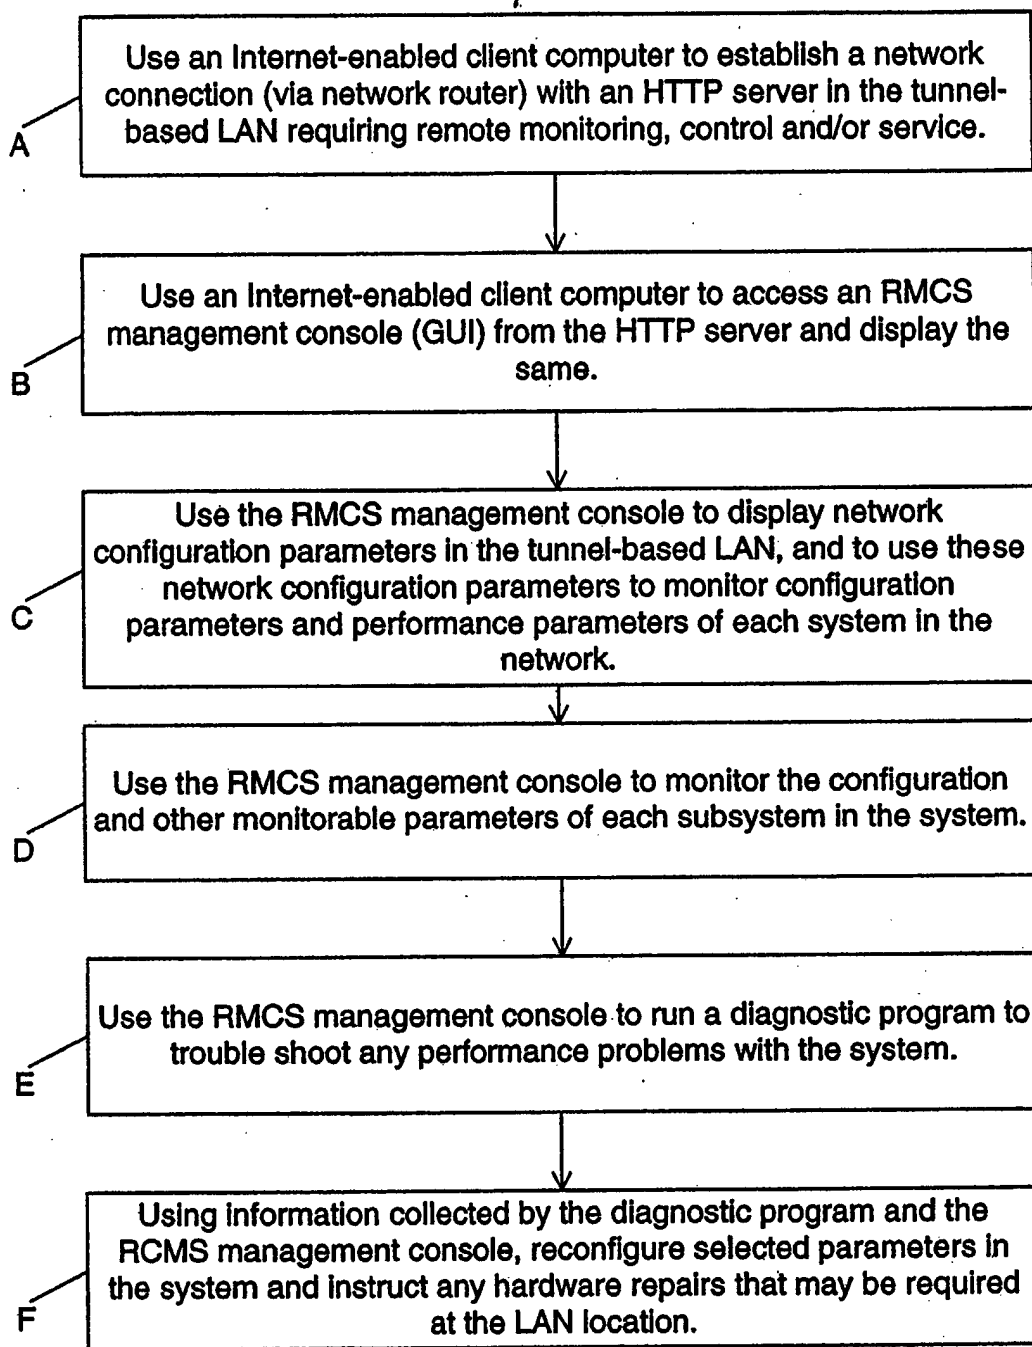 Use an Internet-enabled client computer to establish a network
connection (via network router) with an HTTP server in the tunnel-
based LAN requiring remote monitoring, control and/or service.
A
Use an Internet-enabled client computer to access an RMCS
management console (GUI) from the HTTP server and display the
same.
B
Use the RMCS management console to display network
configuration parameters in the tunnel-based LAN, and to use these
network configuration parameters to monitor configuration
parameters and performance parameters of each system in the
network.
C
Use the RMCS management console to monitor the configuration
and other monitorable parameters of each subsystem in the system.
D
Use the RMCS management console to run a diagnostic program to
trouble shoot any performance problems with the system.
E
Using information collected by the diagnostic program and the
RCMS management console, reconfigure selected parameters in
the system and instruct any hardware repairs that may be required
at the LAN location.
F